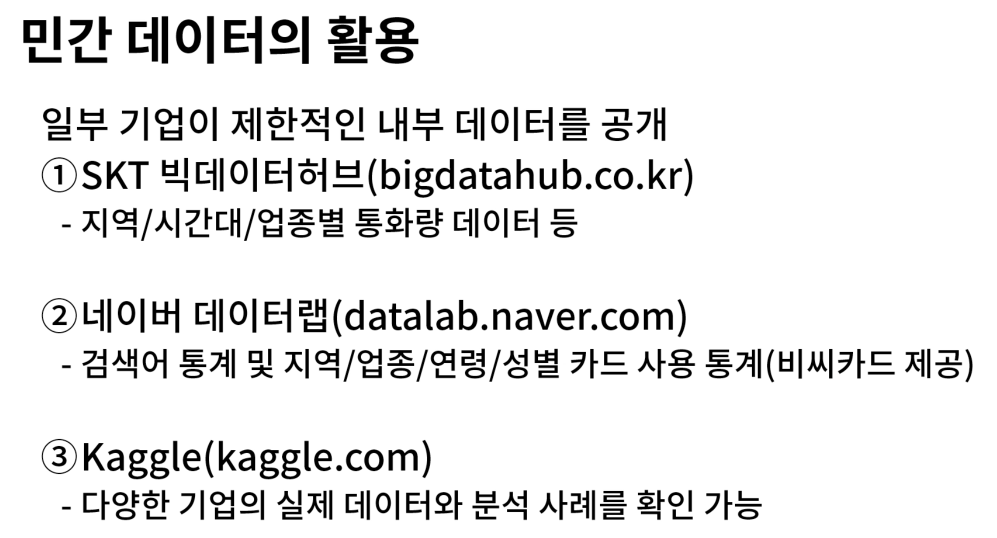 민간 데이터의 활용
일부 기업이 제한적인 내부 데이터를 공개
①SKT 빅데이터허브(bigdatahub.co.kr)
- 지역/시간대/업종별 통화량 데이터 등
②네이버 데이터랩(datalab.naver.com)
- 검색어 통계 및 지역/업종/연령/성별 카드 사용 통계(비씨카드 제공)
③Kaggle(kaggle.com)
- 다양한 기업의 실제 데이터와 분석 사례를 확인 가능